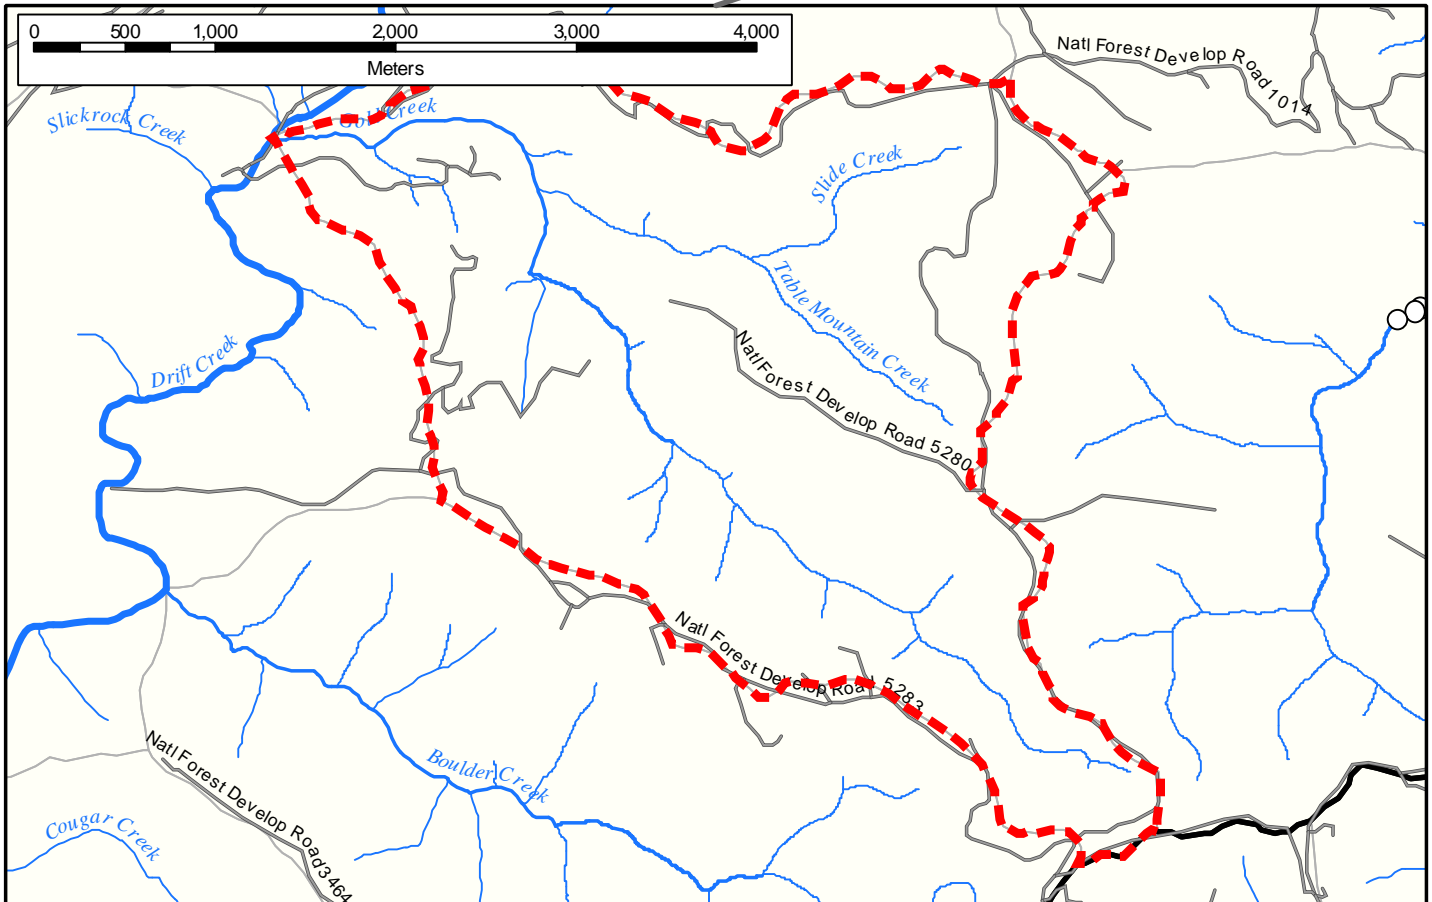 0 500 1,000 2,000 3,000 4,000
Meters
Natl Forest Develop Road 1014
Slickrock Creek
Creek
Slide Creek
Table Mountain Creek
Drift Creek
Natl Forest Develop Road 5280
Natl Forest Develop Road 5283
Natl Forest Develop Road 3464
Boulder Creek
Cougar Creek